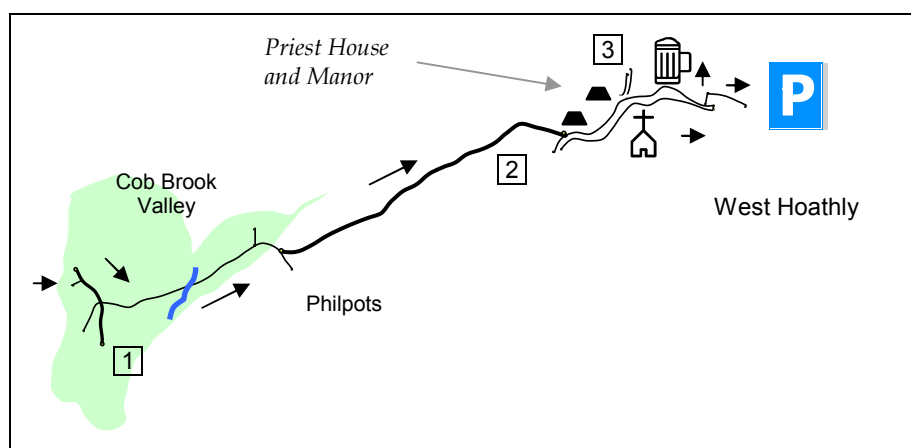 Priest House
and Manor
3
P
2
Cob Brook
Valley
West Hoathly
Philpots
1